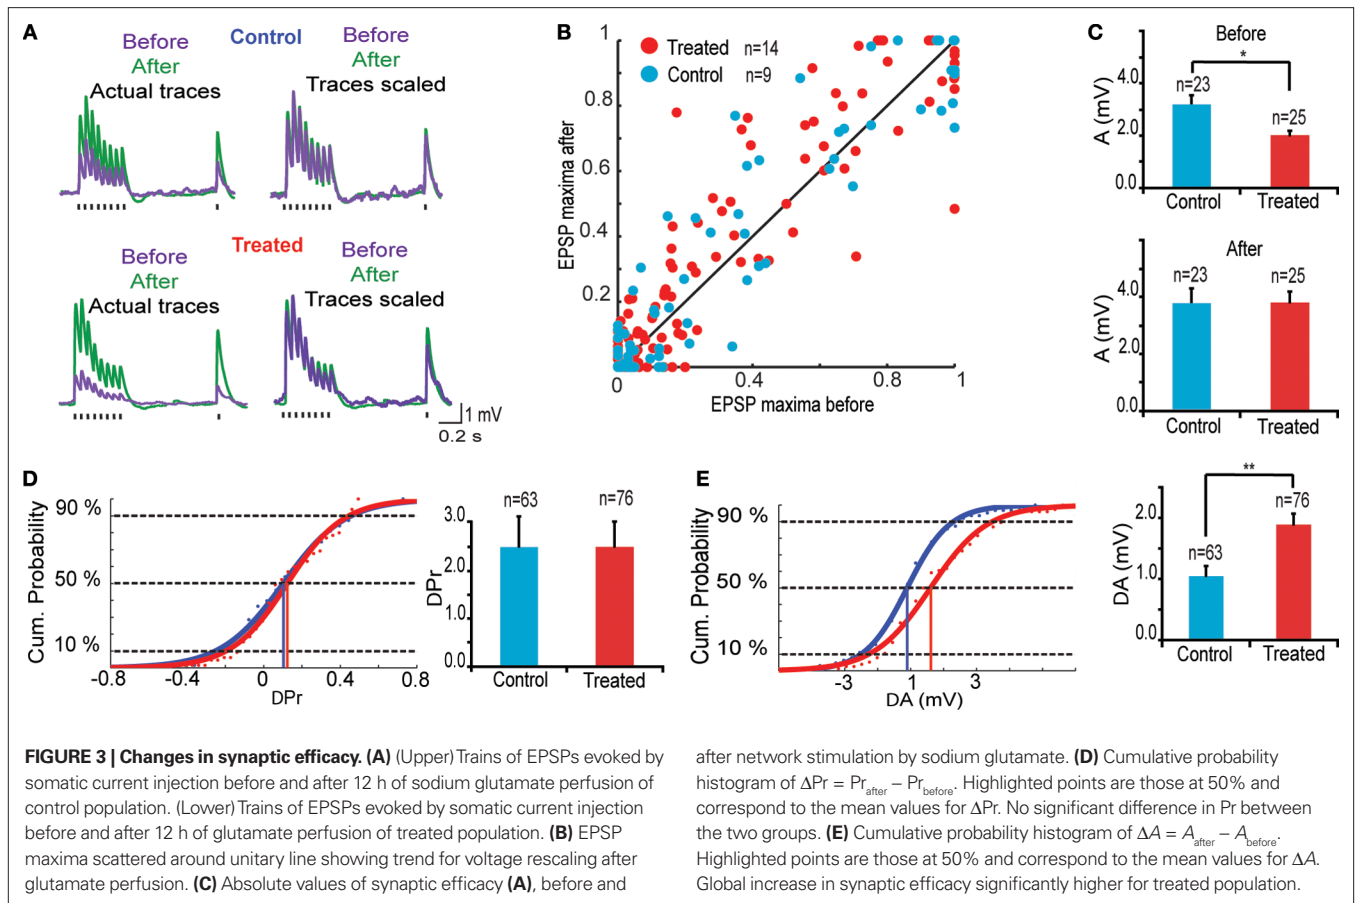 A
Before
After
Actual traces
Control
Before
After
Traces scaled
Treated
Before
After
Actual traces
Before
After
Traces scaled
1 mV
0.2 s
B
Treated n=14
Control n=9
1
0.8
0.6
0.4
0.2
0
0.4
0.8
1
EPSP maxima after
EPSP maxima before
C
Before
*
n=23
n=25
4.0
2.0
0.0
A (mV)
Control
Treated
After
n=23
n=25
4.0
2.0
0.0
A (mV)
Control
Treated
D
90 %
50 %
10 %
Cum. Probability
-0.8
-0.4
0
0.4
0.8
DPr
n=63
n=76
3.0
2.0
1.0
0.0
DPr
Control
Treated
E
90 %
50 %
10 %
Cum. Probability
-3
1
3
DA (mV)
**
n=63
n=76
2.0
1.0
0.0
DA (mV)
Control
Treated
FIGURE 3 | Changes in synaptic efficacy. (A) (Upper) Trains of EPSPs evoked by
somatic current injection before and after 12 h of sodium glutamate perfusion of
control population. (Lower) Trains of EPSPs evoked by somatic current injection
before and after 12 h of glutamate perfusion of treated population. (B) EPSP
maxima scattered around unitary line showing trend for voltage rescaling after
glutamate perfusion. (C) Absolute values of synaptic efficacy (A), before and
after network stimulation by sodium glutamate. (D) Cumulative probability
histogram of ΔPr = Prafter − Prbefore. Highlighted points are those at 50% and
correspond to the mean values for ΔPr. No significant difference in Pr between
the two groups. (E) Cumulative probability histogram of ΔA = Aafter − Abefore.
Highlighted points are those at 50% and correspond to the mean values for ΔA.
Global increase in synaptic efficacy significantly higher for treated population.